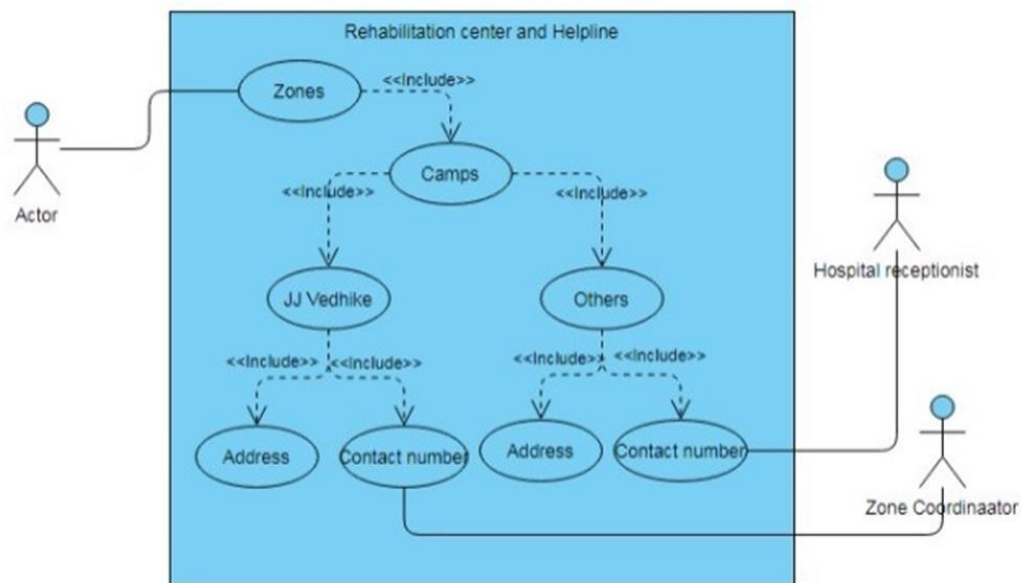 Rehabilitation center and Helpline
Zones
<<Include>>
Actor
Camps
<<Include>>
<<Include>>
Hospital receptionist
JJ Vedhike
Others
<<Include>>
<<Include>>
<<Include>>
<<Include>>
Address
Contact number
Address
Contact number
Zone Coordinaator